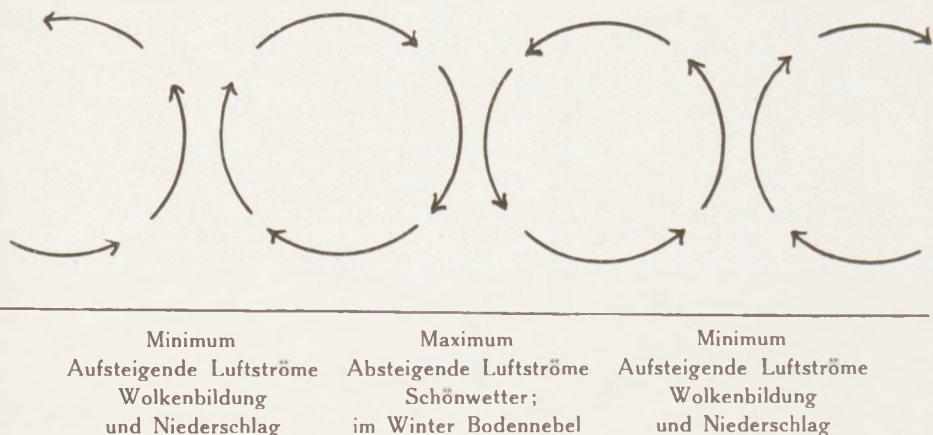 Minimum
Aufsteigende Luftströme
Wolkenbildung
und Niederschlag
Maximum
Absteigende Luftströme
Schönwetter;
im Winter Bodennebel
Minimum
Aufsteigende Luftströme
Wolkenbildung
und Niederschlag